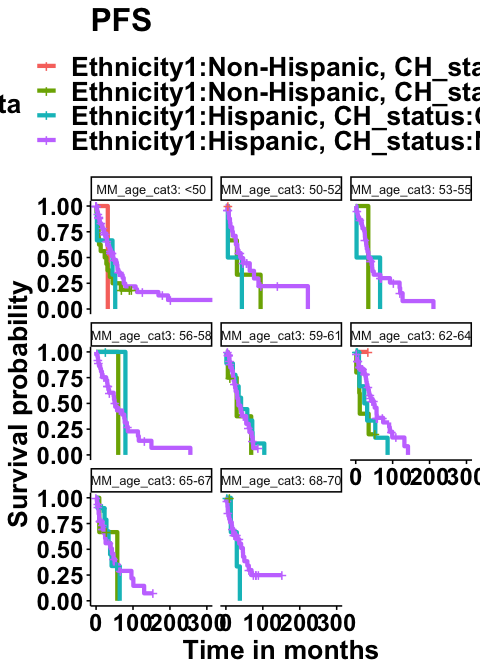 PFS
ta
Ethnicity1:Non-Hispanic, CH_sta
Ethnicity1:Non-Hispanic, CH_sta
Ethnicity1:Hispanic, CH_status:
Ethnicity1:Hispanic, CH_status:
MM_age_cat3: <50 MM_age_cat3: 50-52 MM_age_cat3: 53-55
1.00
0.75
0.50
0.25
0.00
MM_age_cat3: 56-58 MM_age_cat3: 59-61 MM_age_cat3: 62-64
1.00
0.75
0.50
0.25
0.00
0 100 200 300
MM_age_cat3: 65-67 MM_age_cat3: 68-70
1.00
0.75
0.50
0.25
0.00
0 100 200 300 0 100 200 300
Survival probability
Time in months